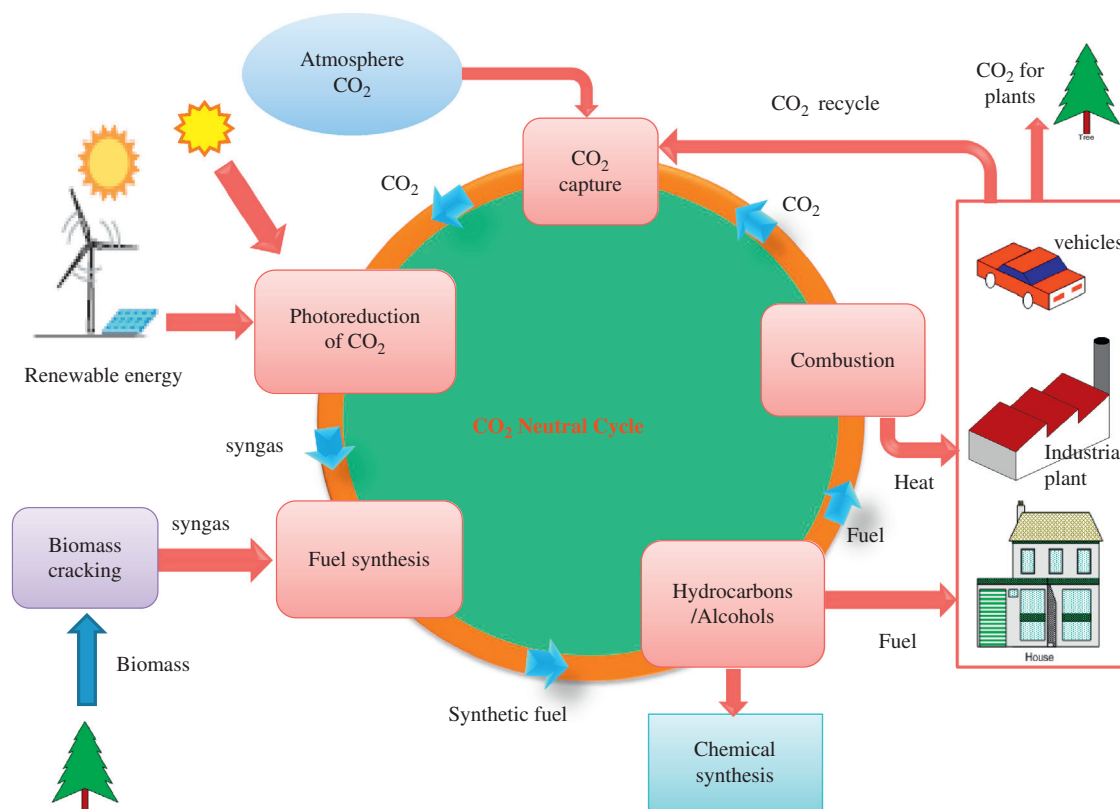 Atmosphere
CO₂
CO₂ for
plants
Tree
CO₂ recycle
CO₂
capture
CO₂
CO₂
vehicles
Photoreduction
of CO₂
Combustion
Renewable energy
CO₂ Neutral Cycle
syngas
Industrial
plant
Heat
syngas
Biomass
cracking
Fuel synthesis
Fuel
Hydrocarbons
/Alcohols
Fuel
House
Biomass
Synthetic fuel
Chemical
synthesis